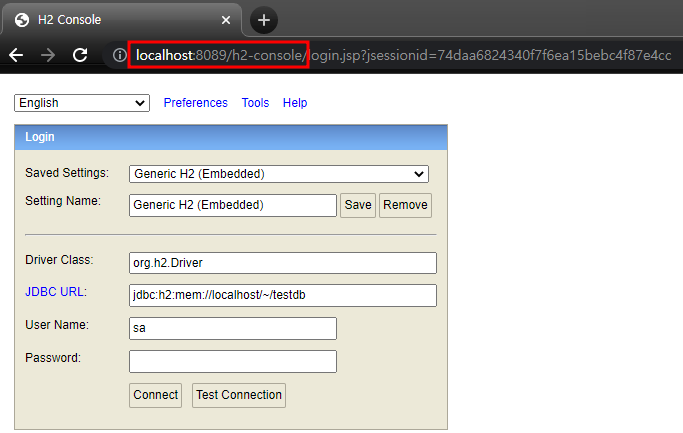 H2 Console
localhost:8089/h2-console/login.jsp?jsessionid=74daa6824340f7f6ea15bebc4f87e4cc
English Preferences Tools Help
Login
Saved Settings: Generic H2 (Embedded)
Setting Name: Generic H2 (Embedded) Save Remove
Driver Class: org.h2.Driver
JDBC URL: jdbc:h2:mem://localhost/~/testdb
User Name: sa
Password:
Connect Test Connection